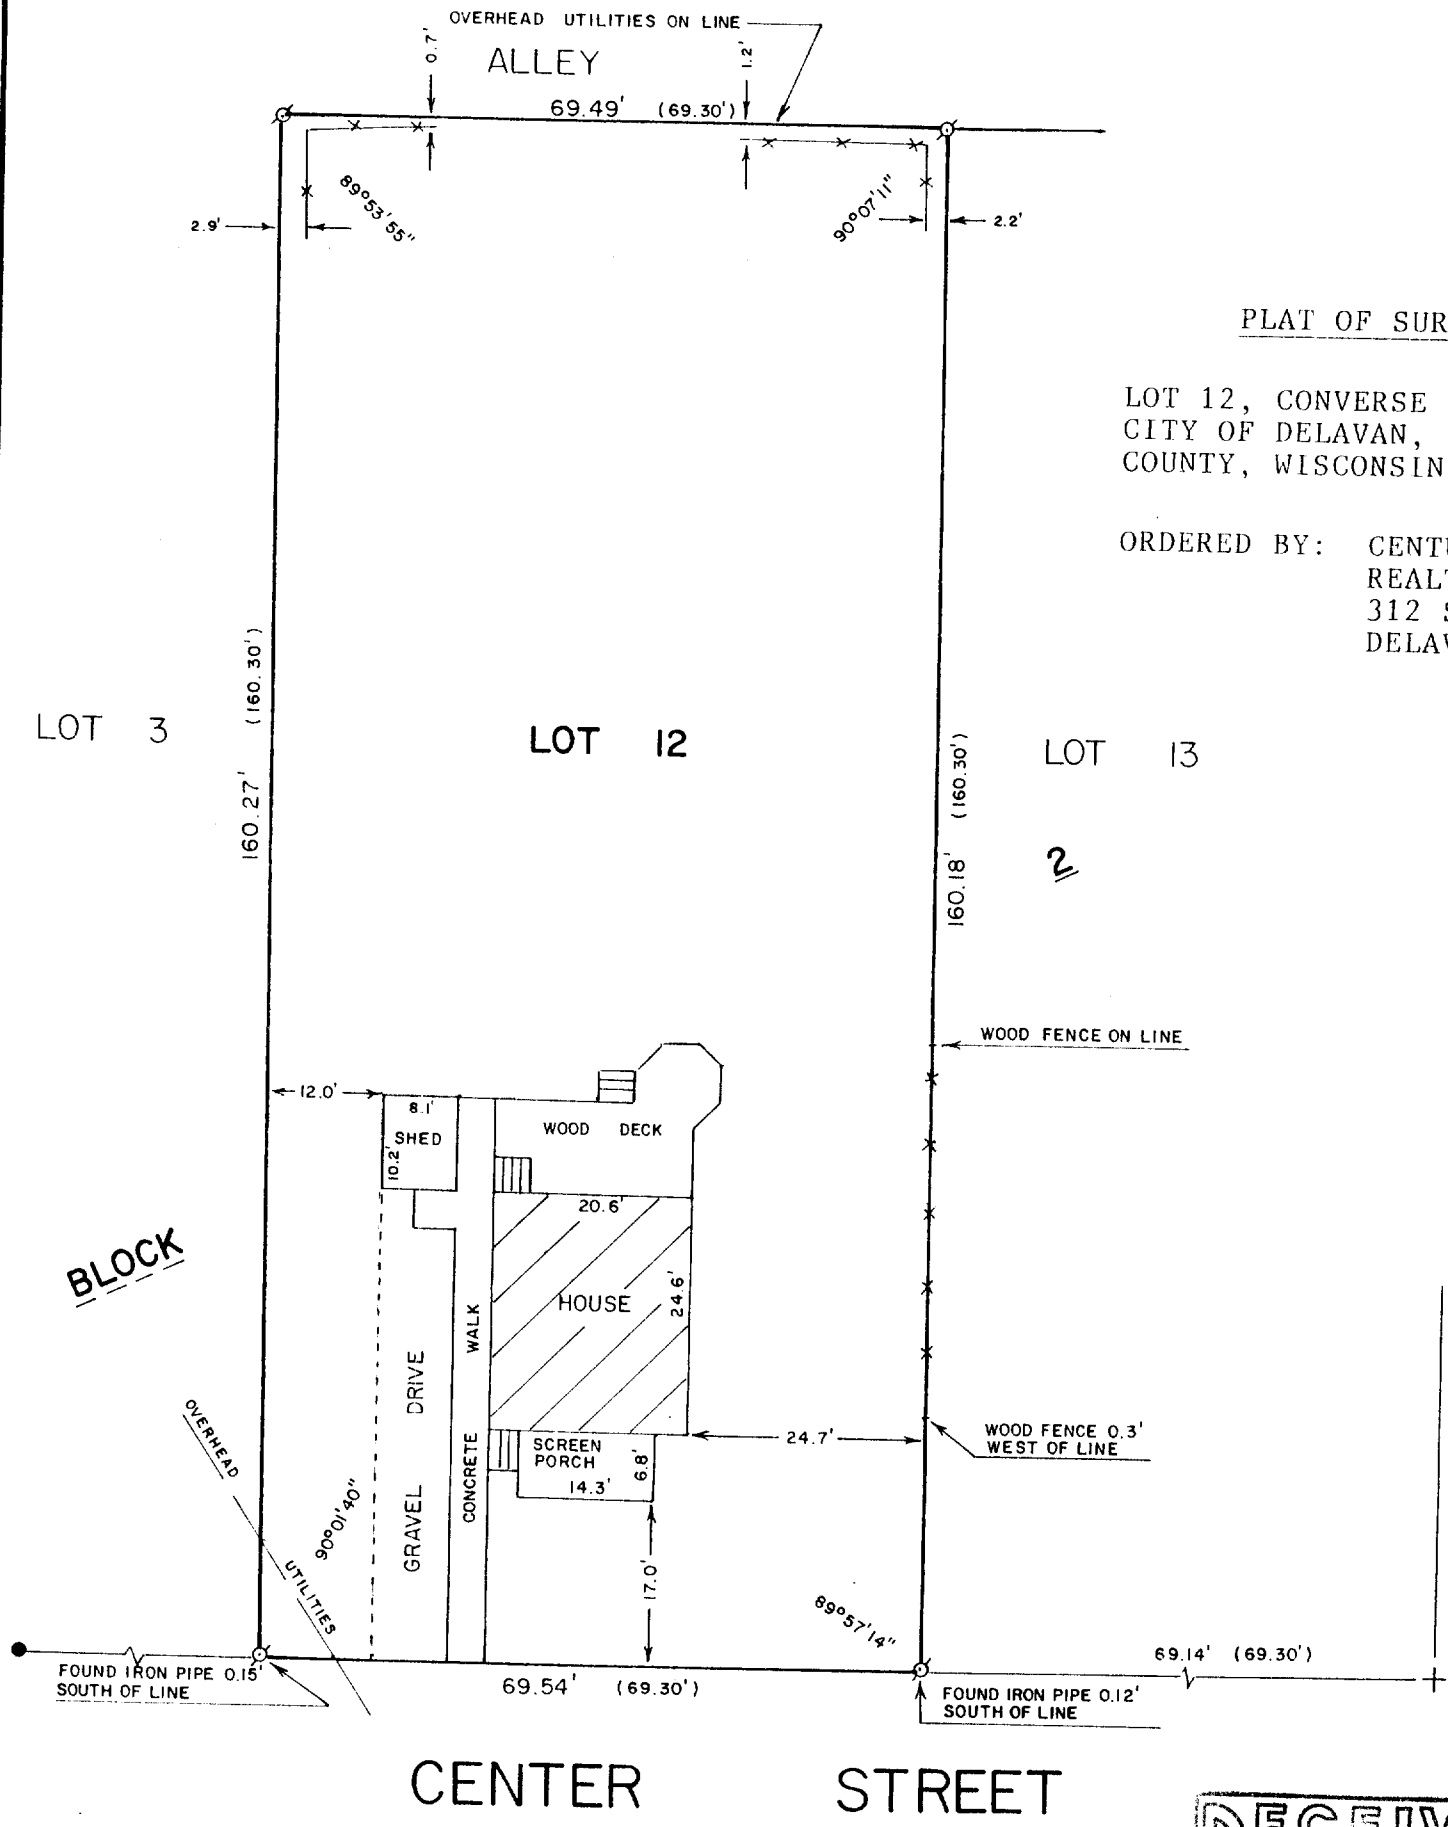 OVERHEAD UTILITIES ON LINE
0.7'
ALLEY
1.2'
69.49' (69.30')
89°53'55"
90°07'11"
2.9'
2.2'
PLAT OF SUR
LOT 12, CONVERSE
CITY OF DELAVAN,
COUNTY, WISCONSIN
ORDERED BY: CENTU
REALT
312 S
DELAV
(160.30')
160.27'
LOT 3
LOT 12
LOT 13
(160.30')
160.18'
2
WOOD FENCE ON LINE
12.0'
8.1'
SHED
10.2'
WOOD DECK
20.6'
HOUSE
24.6'
BLOCK
CONCRETE WALK
GRAVEL DRIVE
SCREEN
PORCH
6.8'
14.3'
24.7'
WOOD FENCE 0.3'
WEST OF LINE
OVERHEAD UTILITIES
90°01'40"
17.0'
89°57'14"
FOUND IRON PIPE 0.15'
SOUTH OF LINE
69.54' (69.30')
69.14' (69.30')
FOUND IRON PIPE 0.12'
SOUTH OF LINE
CENTER STREET
DECEIV